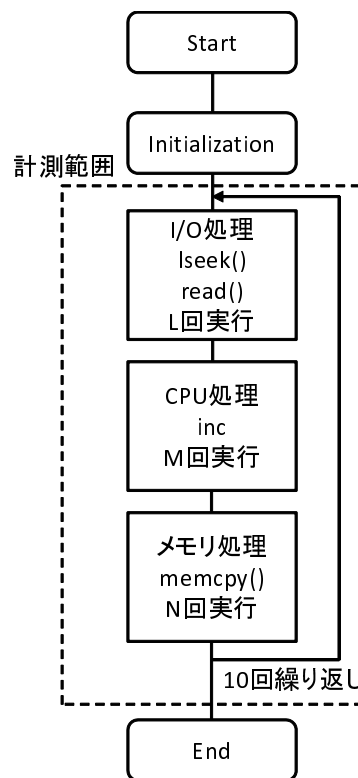 Start
Initialization
計測範囲
I/O処理
lseek()
read()
L回実行
CPU処理
inc
M回実行
メモリ処理
memcpy()
N回実行
10回繰り返し
End